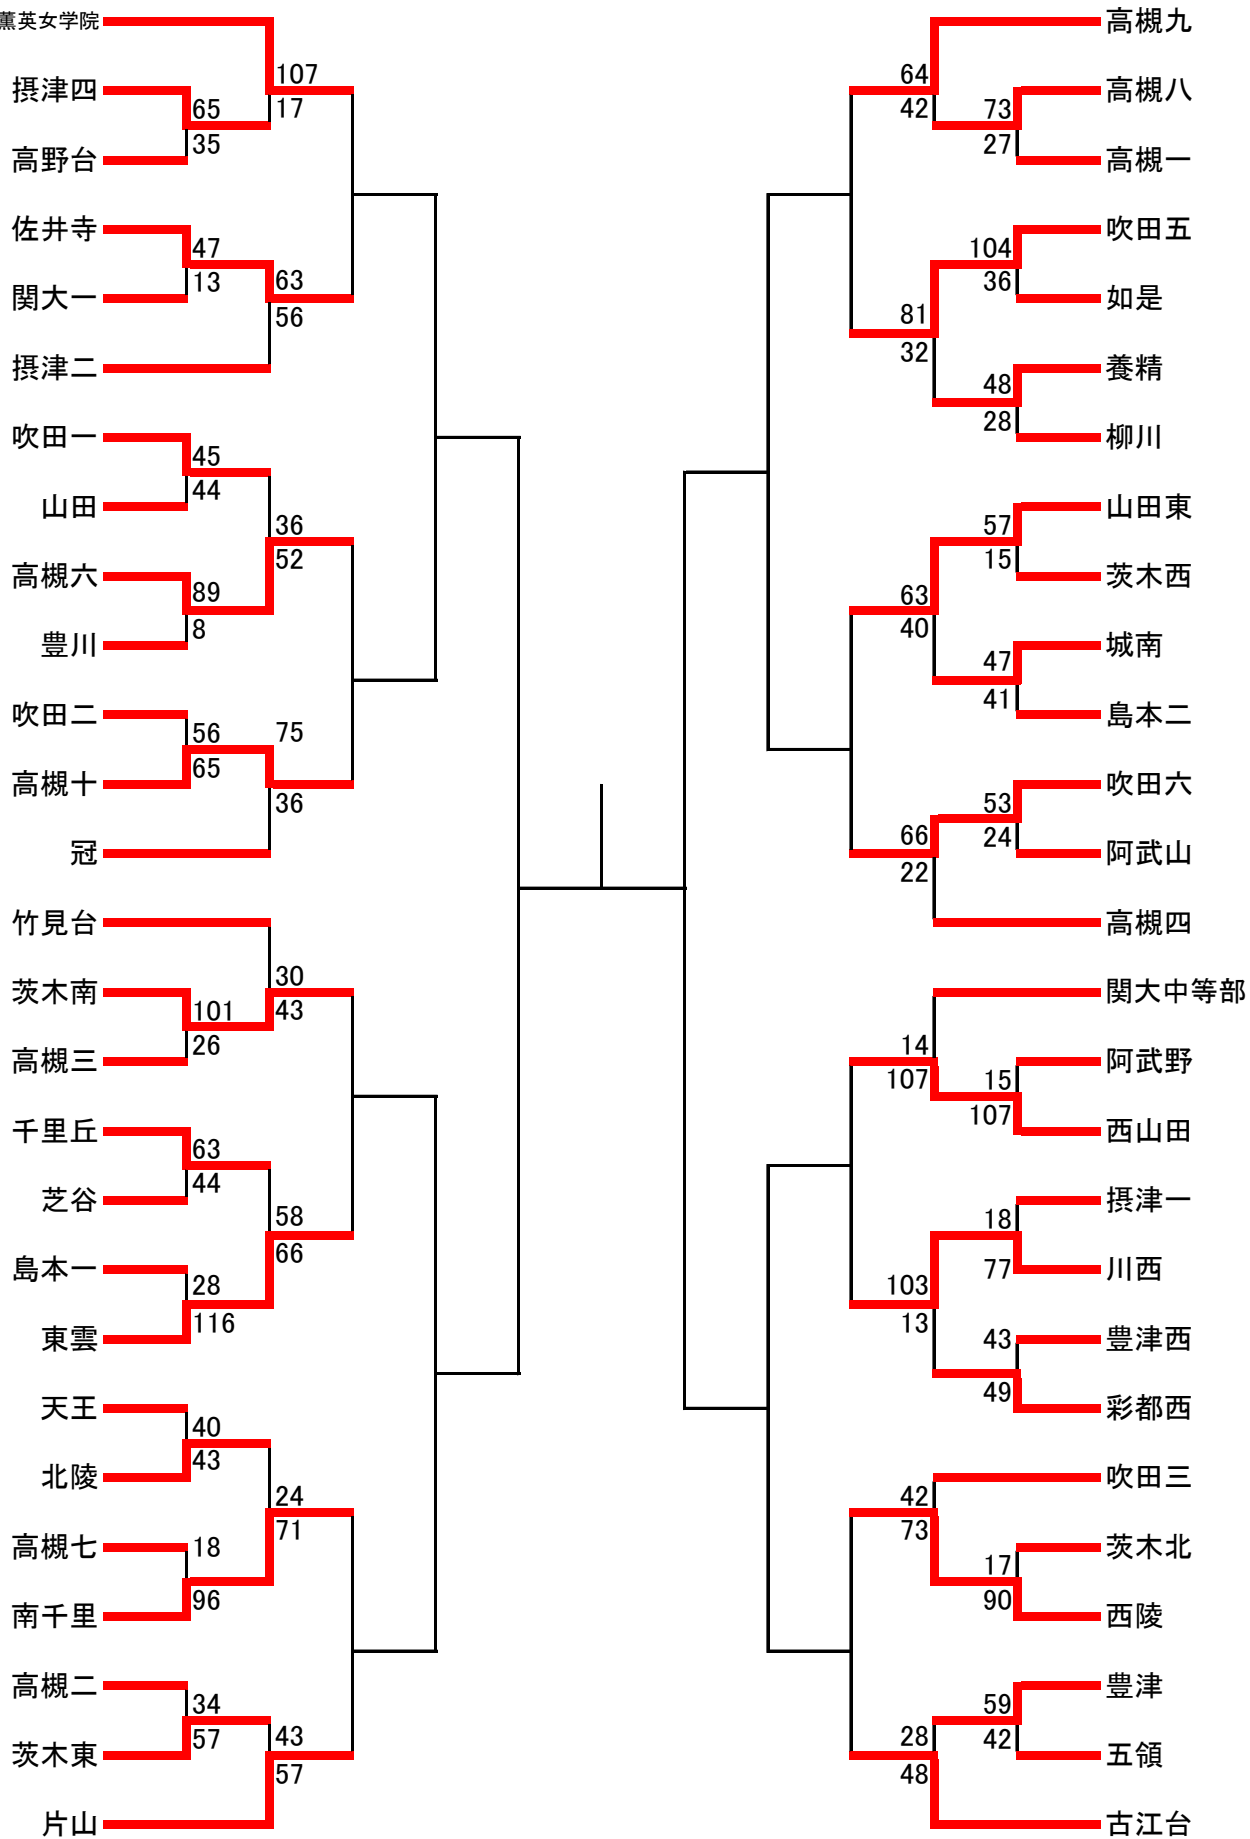 薫英女学院
107
摂津四
65
17
35
高野台
佐井寺
47
13
63
関大一
56
摂津二
吹田一
45
44
山田
36
52
高槻六
89
8
豊川
吹田二
56
75
65
高槻十
36
冠
竹見台
30
茨木南
101
43
26
高槻三
千里丘
63
44
芝谷
58
66
島本一
28
116
東雲
天王
40
43
北陵
24
71
高槻七
18
96
南千里
高槻二
34
57
43
茨木東
57
片山
高槻九
64
42
73
高槻八
27
高槻一
104
吹田五
36
如是
81
32
48
養精
28
柳川
57
山田東
15
茨木西
63
40
47
城南
41
島本二
53
吹田六
66
24
阿武山
22
高槻四
関大中等部
14
107
15
阿武野
107
西山田
18
摂津一
77
川西
103
13
43
豊津西
49
彩都西
42
吹田三
73
17
茨木北
90
西陵
59
豊津
28
42
五領
48
古江台